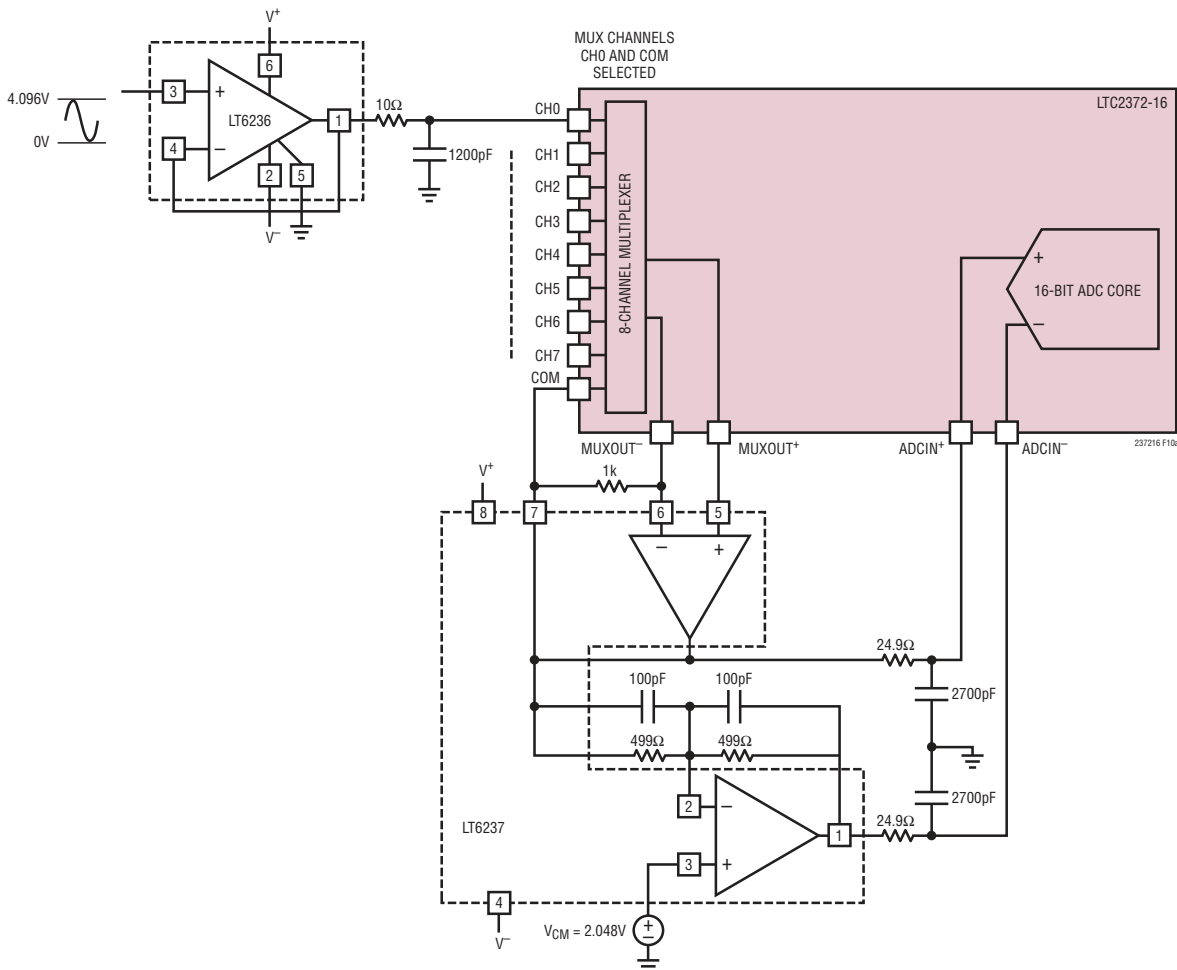 V+
MUX CHANNELS
CH0 AND COM
SELECTED
6
LTC2372-16
4.096V
0V
3
+
LT6236
1
10Ω
CH0
4
–
1200pF
2
5
V–
CH1
CH2
CH3
CH4
CH5
CH6
CH7
COM
8-CHANNEL MULTIPLEXER
+
16-BIT ADC CORE
–
MUXOUT–
MUXOUT+
ADCIN+
ADCIN–
237216 F10a
1k
V+
8
7
6
5
–
+
24.9Ω
100pF
100pF
2700pF
499Ω
499Ω
2700pF
2
–
24.9Ω
LT6237
1
3
+
4
V–
VCM = 2.048V
+
–